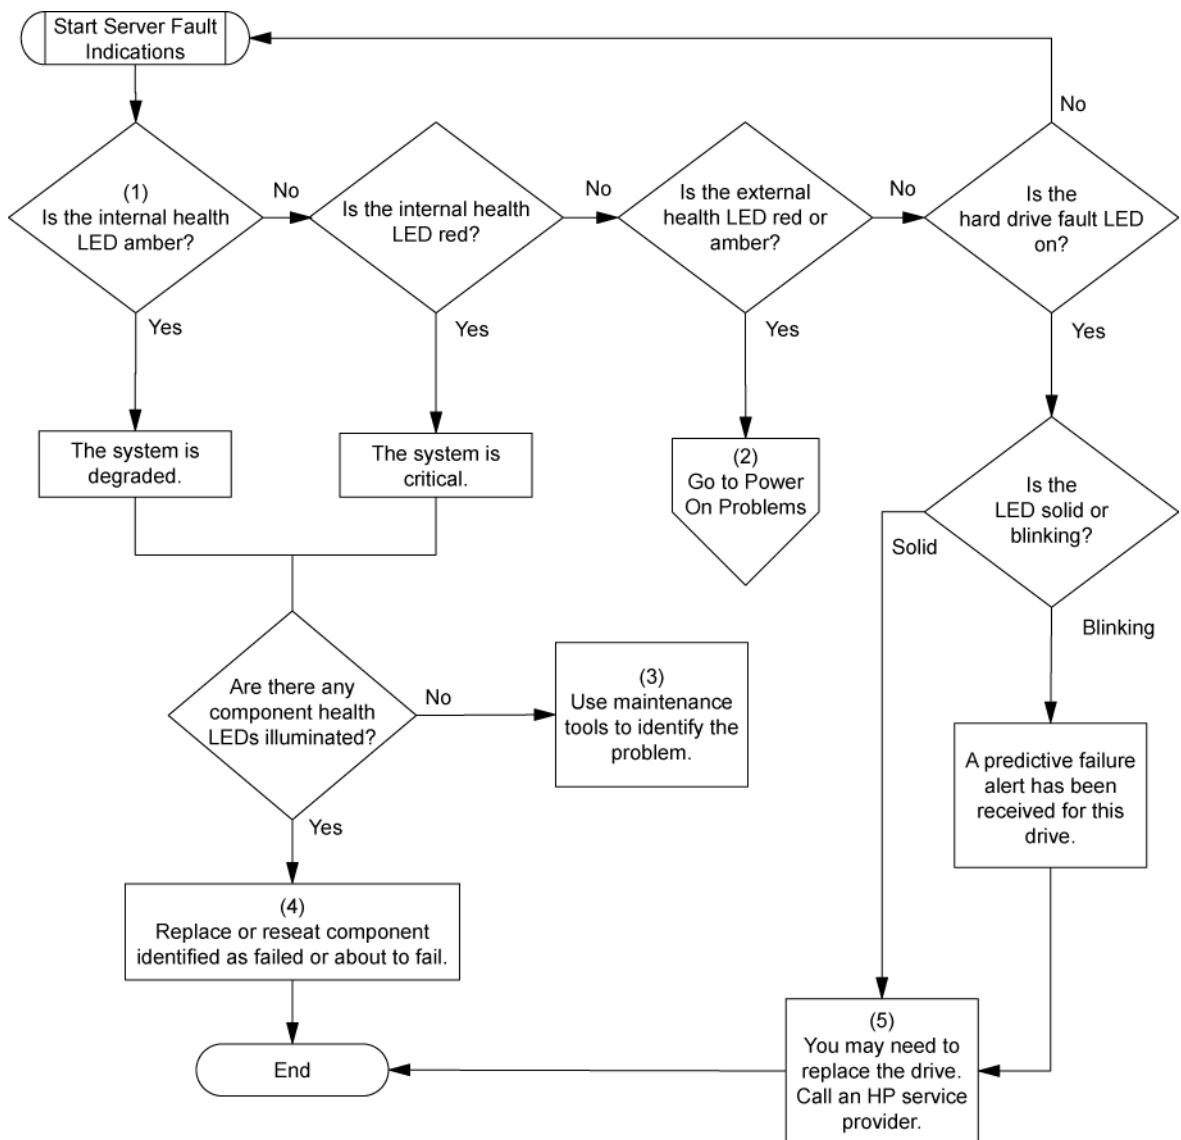 Start Server Fault
Indications
No
(1)
Is the internal health
LED amber?
No
Is the internal health
LED red?
No
Is the external
health LED red or
amber?
No
Is the
hard drive fault LED
on?
Yes
Yes
Yes
Yes
The system is
degraded.
The system is
critical.
(2)
Go to Power
On Problems
Is the
LED solid or
blinking?
Solid
Blinking
Are there any
component health
LEDs illuminated?
No
(3)
Use maintenance
tools to identify the
problem.
A predictive failure
alert has been
received for this
drive.
Yes
(4)
Replace or reseat component
identified as failed or about to fail.
(5)
You may need to
replace the drive.
Call an HP service
provider.
End